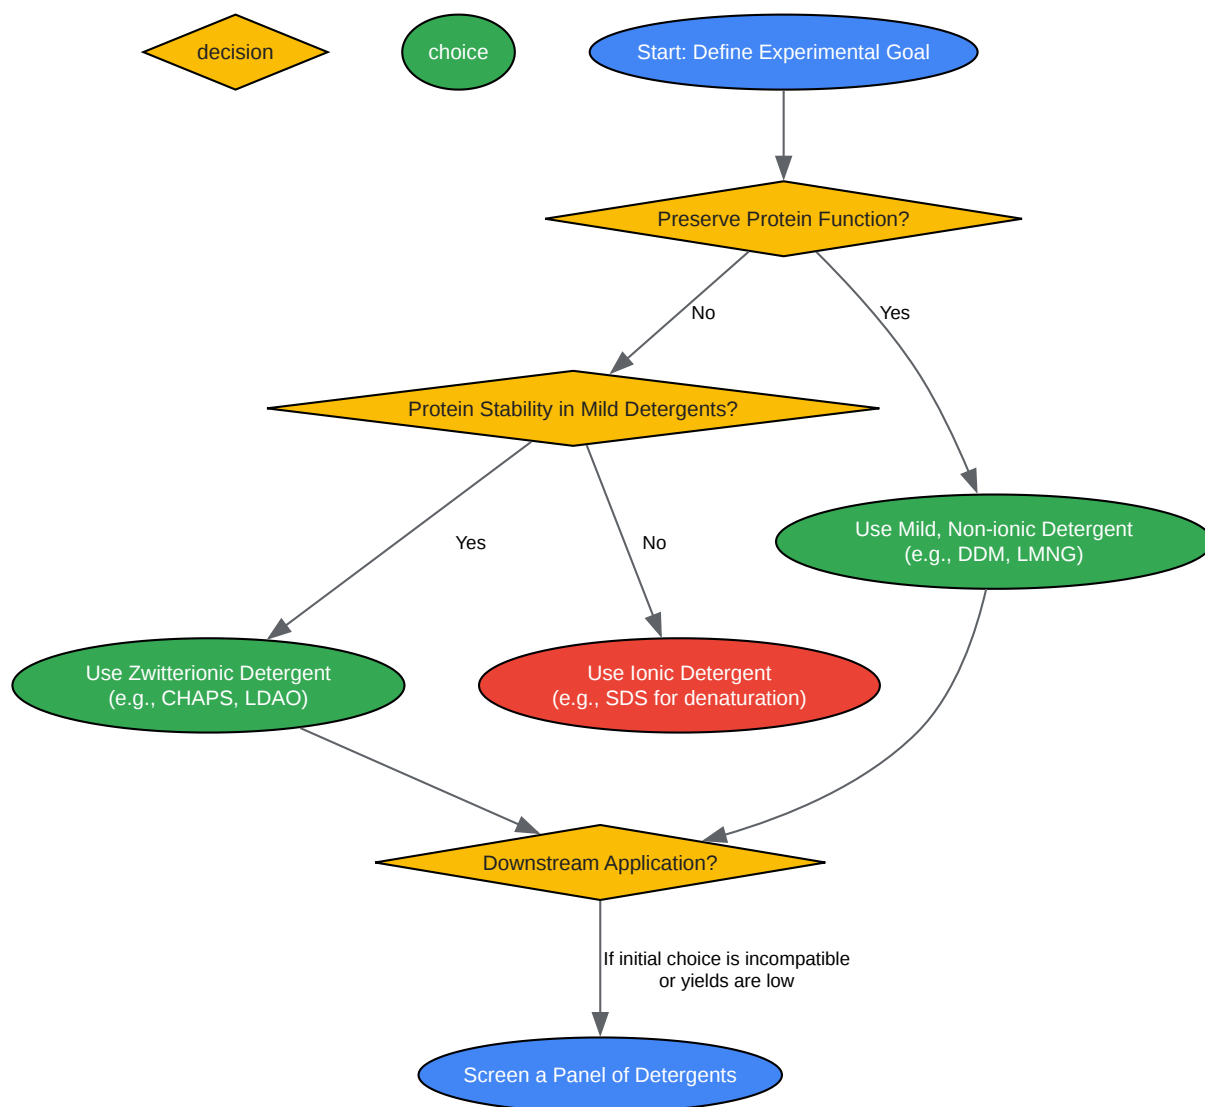 decision
choice
Start: Define Experimental Goal
Preserve Protein Function?
No
Yes
Protein Stability in Mild Detergents?
Use Mild, Non-ionic Detergent
(e.g., DDM, LMNG)
Yes
No
Use Zwitterionic Detergent
(e.g., CHAPS, LDAO)
Use Ionic Detergent
(e.g., SDS for denaturation)
Downstream Application?
If initial choice is incompatible
or yields are low
Screen a Panel of Detergents